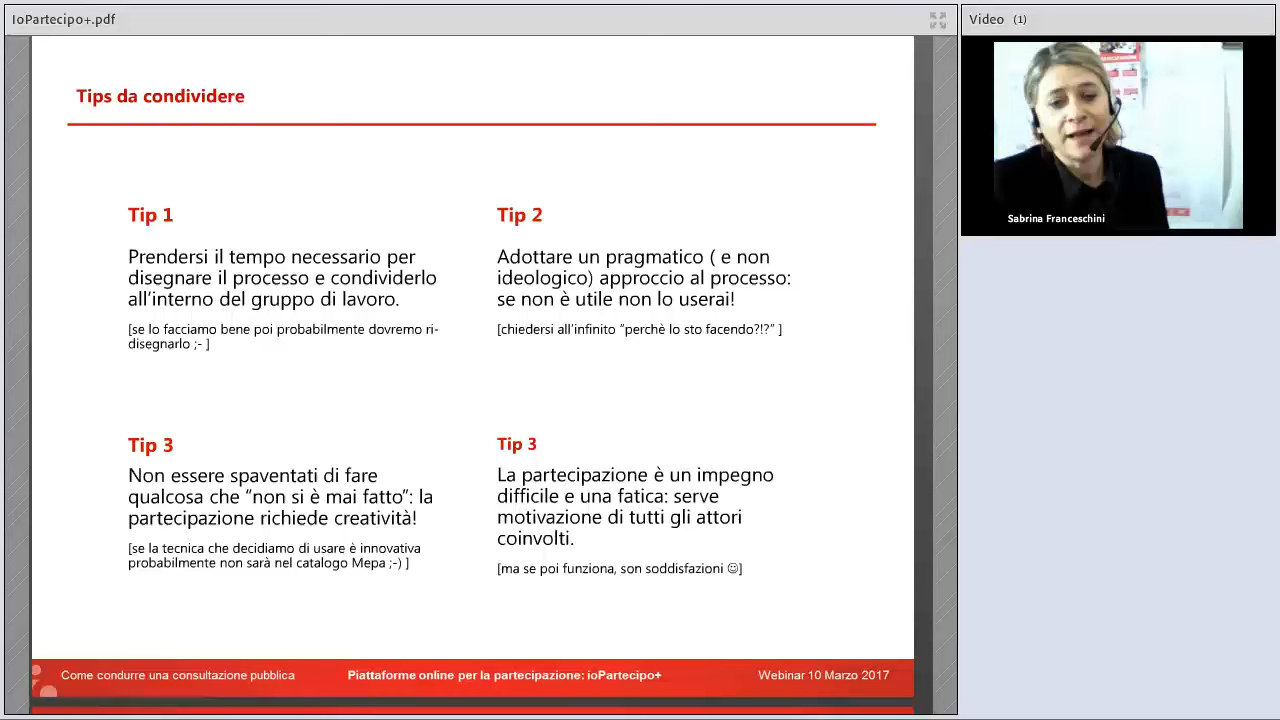 IoPartecipo+.pdf
Video (1)
Sabrina Franceschini
Tips da condividere
Tip 1
Prendersi il tempo necessario per
disegnare il processo e condividerlo
all’interno del gruppo di lavoro.
[se lo facciamo bene poi probabilmente dovremo ri-
disegnarlo ;- ]
Tip 2
Adottare un pragmatico ( e non
ideologico) approccio al processo:
se non è utile non lo userai!
[chiedersi all’infinito “perchè lo sto facendo?!?” ]
Tip 3
Non essere spaventati di fare
qualcosa che “non si è mai fatto”: la
partecipazione richiede creatività!
[se la tecnica che decidiamo di usare è innovativa
probabilmente non sarà nel catalogo Mepa ;-) ]
Tip 3
La partecipazione è un impegno
difficile e una fatica: serve
motivazione di tutti gli attori
coinvolti.
[ma se poi funziona, son soddisfazioni ☺]
Come condurre una consultazione pubblica
Piattaforme online per la partecipazione: ioPartecipo+
Webinar 10 Marzo 2017